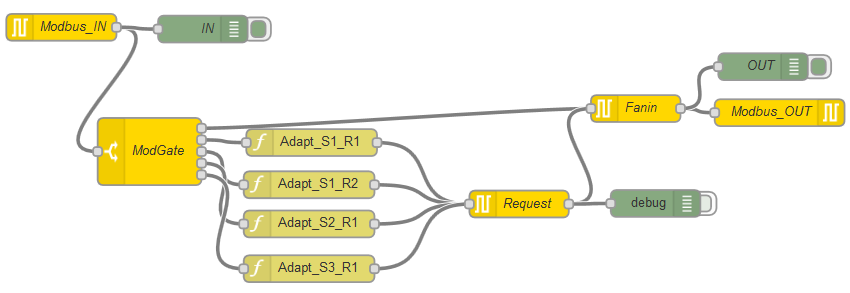 Modbus_IN
IN
OUT
Fanin
Modbus_OUT
ModGate
f Adapt_S1_R1
f Adapt_S1_R2
Request
debug
f Adapt_S2_R1
f Adapt_S3_R1